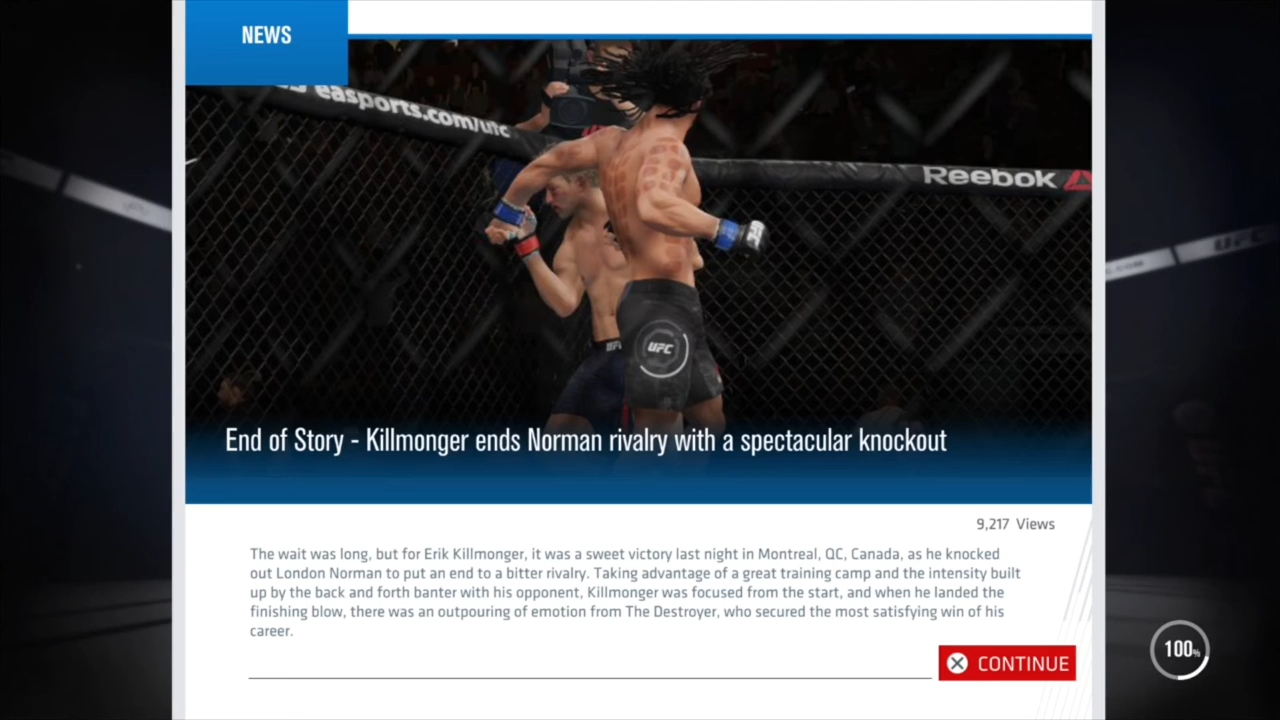 NEWS
easports.com/ufc
Reebok
UFC
UFC
End of Story - Killmonger ends Norman rivalry with a spectacular knockout
9,217 Views
The wait was long, but for Erik Killmonger, it was a sweet victory last night in Montreal, QC, Canada, as he knocked
out London Norman to put an end to a bitter rivalry. Taking advantage of a great training camp and the intensity built
up by the back and forth banter with his opponent, Killmonger was focused from the start, and when he landed the
finishing blow, there was an outpouring of emotion from The Destroyer, who secured the most satisfying win of his
career.
CONTINUE
100%